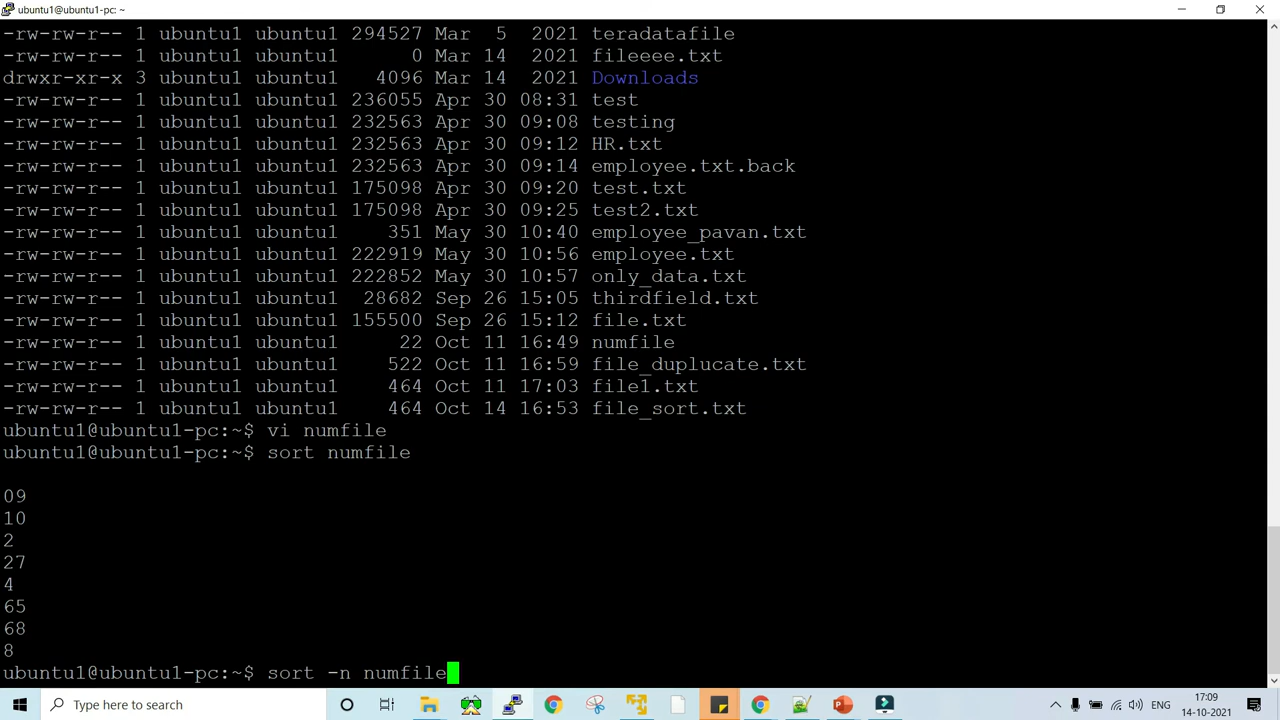 ubuntu1@ubuntu1-pc: ~
-rw-rw-r-- 1 ubuntu1 ubuntu1 294527 Mar  5  2021 teradatafile
-rw-rw-r-- 1 ubuntu1 ubuntu1      0 Mar 14  2021 fileeee.txt
drwxr-xr-x 3 ubuntu1 ubuntu1   4096 Mar 14  2021 Downloads
-rw-rw-r-- 1 ubuntu1 ubuntu1 236055 Apr 30 08:31 test
-rw-rw-r-- 1 ubuntu1 ubuntu1 232563 Apr 30 09:08 testing
-rw-rw-r-- 1 ubuntu1 ubuntu1 232563 Apr 30 09:12 HR.txt
-rw-rw-r-- 1 ubuntu1 ubuntu1 232563 Apr 30 09:14 employee.txt.back
-rw-rw-r-- 1 ubuntu1 ubuntu1 175098 Apr 30 09:20 test.txt
-rw-rw-r-- 1 ubuntu1 ubuntu1 175098 Apr 30 09:25 test2.txt
-rw-rw-r-- 1 ubuntu1 ubuntu1    351 May 30 10:40 employee_pavan.txt
-rw-rw-r-- 1 ubuntu1 ubuntu1 222919 May 30 10:56 employee.txt
-rw-rw-r-- 1 ubuntu1 ubuntu1 222852 May 30 10:57 only_data.txt
-rw-rw-r-- 1 ubuntu1 ubuntu1  28682 Sep 26 15:05 thirdfield.txt
-rw-rw-r-- 1 ubuntu1 ubuntu1 155500 Sep 26 15:12 file.txt
-rw-rw-r-- 1 ubuntu1 ubuntu1     22 Oct 11 16:49 numfile
-rw-rw-r-- 1 ubuntu1 ubuntu1    522 Oct 11 16:59 file_duplucate.txt
-rw-rw-r-- 1 ubuntu1 ubuntu1    464 Oct 11 17:03 file1.txt
-rw-rw-r-- 1 ubuntu1 ubuntu1    464 Oct 14 16:53 file_sort.txt
ubuntu1@ubuntu1-pc:~$ vi numfile
ubuntu1@ubuntu1-pc:~$ sort numfile
09
10
2
27
4
65
68
8
ubuntu1@ubuntu1-pc:~$ sort -n numfile
Type here to search
ENG
17:09
14-10-2021